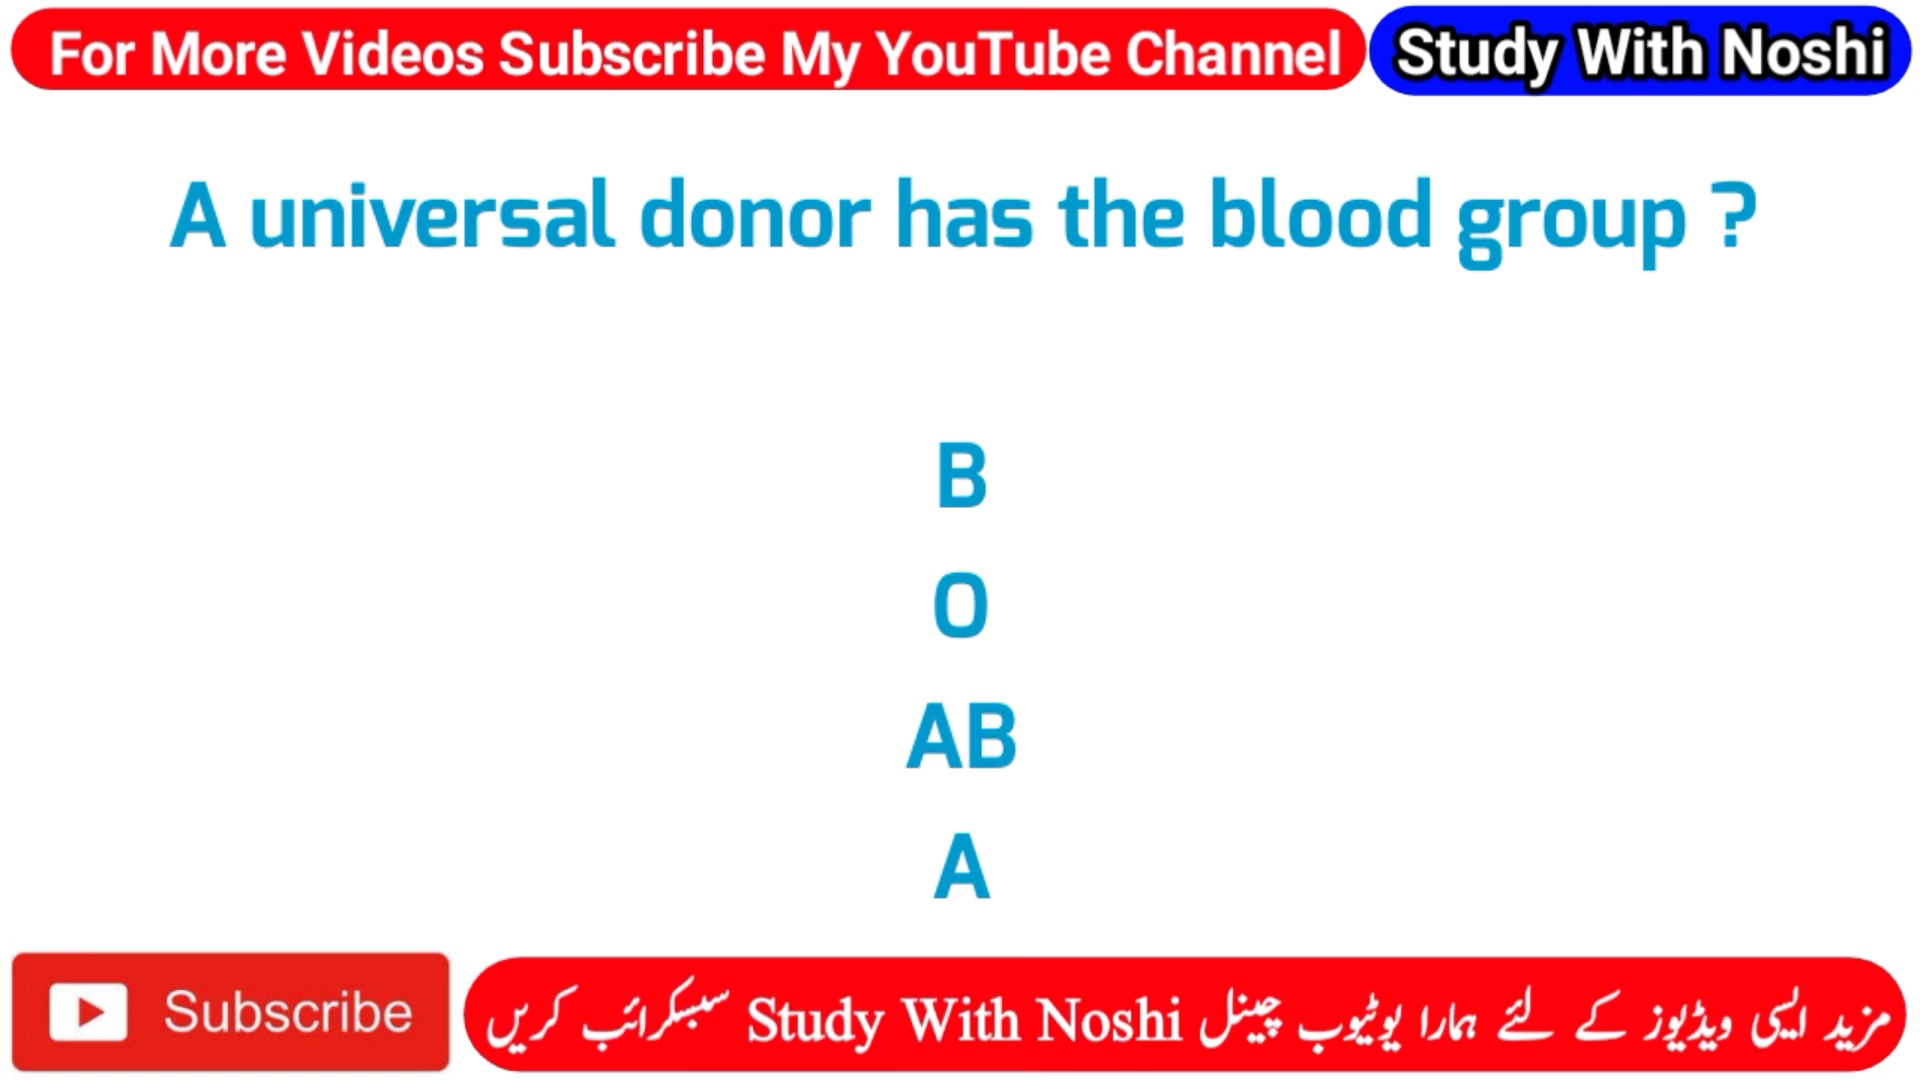 For More Videos Subscribe My YouTube Channel
Study With Noshi
A universal donor has the blood group ?
B
O
AB
A
Subscribe
مزید ایسی ویڈیوز کے لئے ہمارا یوٹیوب چینل Study With Noshi سبسکرائب کریں